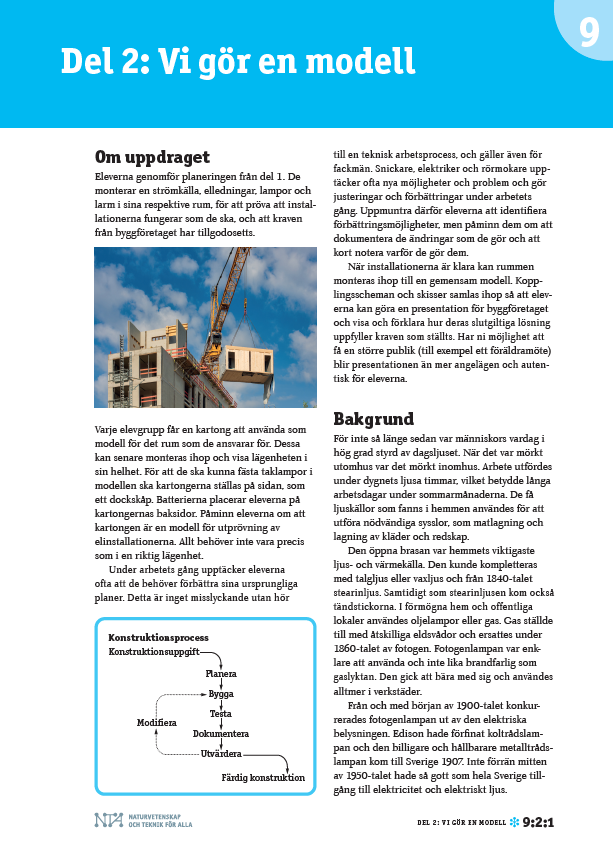 9
Del 2: Vi gör en modell
Om uppdraget
Eleverna genomför planeringen från del 1. De
monterar en strömkälla, elledningar, lampor och
larm i sina respektive rum, för att pröva att instal-
lationerna fungerar som de ska, och att kraven
från byggföretaget har tillgodosetts.
Varje elevgrupp får en kartong att använda som
modell för det rum som de ansvarar för. Dessa
kan senare monteras ihop och visa lägenheten i
sin helhet. För att de ska kunna fästa taklampor i
modellen ska kartongerna ställas på sidan, som
ett dockskåp. Batterierna placerar eleverna på
kartongernas baksidor. Påminn eleverna om att
kartongen är en modell för utprövning av
elinstallationerna. Allt behöver inte vara precis
som i en riktig lägenhet.
Under arbetets gång upptäcker eleverna
ofta att de behöver förbättra sina ursprungliga
planer. Detta är inget misslyckande utan hör
Konstruktionsprocess
Konstruktionsuppgift
Planera
Bygga
Testa
Modifiera
Dokumentera
Utvärdera
Färdig konstruktion
till en teknisk arbetsprocess, och gäller även för
fackmän. Snickare, elektriker och rörmokare upp-
täcker ofta nya möjligheter och problem och gör
justeringar och förbättringar under arbetets
gång. Uppmuntra därför eleverna att identifiera
förbättringsmöjligheter, men påminn dem om att
dokumentera de ändringar som de gör och att
kort notera varför de gör dem.
När installationerna är klara kan rummen
monteras ihop till en gemensam modell. Kopp-
lingsscheman och skisser samlas ihop så att elev-
erna kan göra en presentation för byggföretaget
och visa och förklara hur deras slutgiltiga lösning
uppfyller kraven som ställts. Har ni möjlighet att
få en större publik (till exempel ett föräldramöte)
blir presentationen än mer angelägen och auten-
tisk för eleverna.
Bakgrund
För inte så länge sedan var människors vardag i
hög grad styrd av dagsljuset. När det var mörkt
utomhus var det mörkt inomhus. Arbete utfördes
under dygnets ljusa timmar, vilket betydde långa
arbetsdagar under sommarmånaderna. De få
ljuskällor som fanns i hemmen användes för att
utföra nödvändiga sysslor, som matlagning och
lagning av kläder och redskap.
Den öppna brasan var hemmets viktigaste
ljus- och värmekälla. Den kunde kompletteras
med talgljus eller vaxljus och från 1840-talet
stearinljus. Samtidigt som stearinljusen kom också
tändstickorna. I förmögna hem och offentliga
lokaler användes oljelampor eller gas. Gas ställde
till med åtskilliga eldsvådor och ersattes under
1860-talet av fotogen. Fotogenlampan var enk-
lare att använda och inte lika brandfarlig som
gaslyktan. Den gick att bära med sig och användes
alltmer i verkstäder.
Från och med början av 1900-talet konkur-
rerades fotogenlampan ut av den elektriska
belysningen. Edison hade förfinat koltrådslam-
pan och den billigare och hållbarare metalltråds-
lampan kom till Sverige 1907. Inte förrän mitten
av 1950-talet hade så gott som hela Sverige till-
gång till elektricitet och elektriskt ljus.
NTA NATURVETENSKAP
OCH TEKNIK FÖR ALLA
DEL 2: VI GÖR EN MODELL ✻ 9:2:1